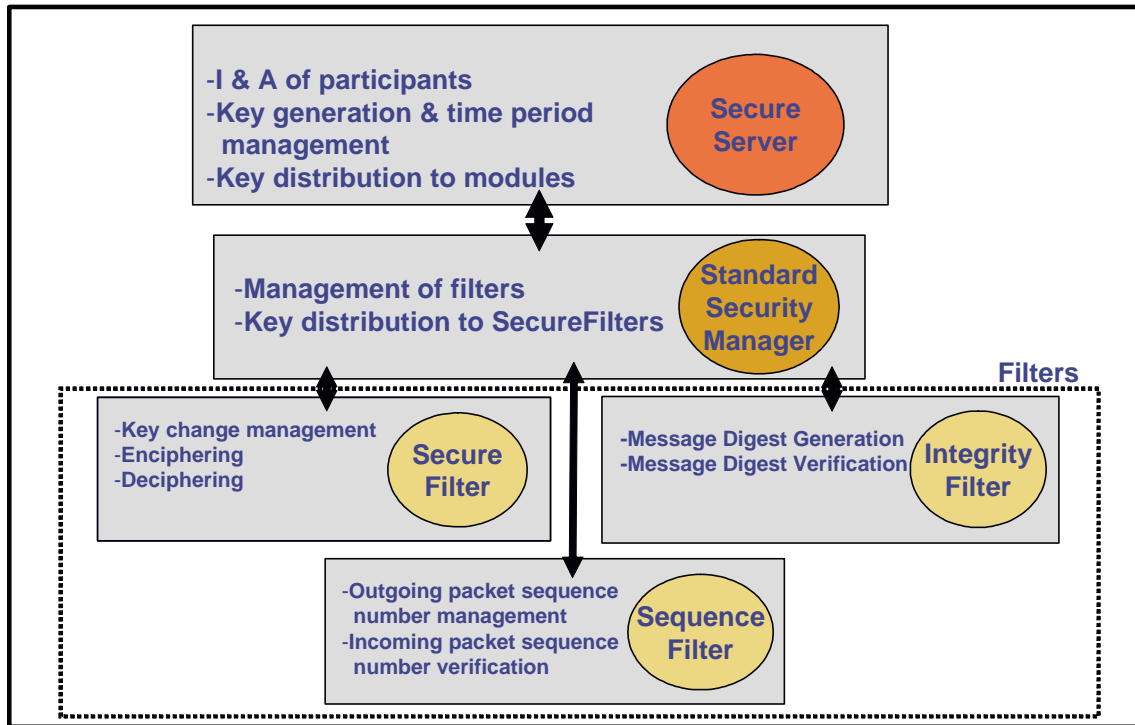 -I & A of participants
-Key generation & time period
management
-Key distribution to modules
Secure
Server
-Management of filters
-Key distribution to SecureFilters
Standard
Security
Manager
Filters
-Key change management
-Enciphering
-Deciphering
Secure
Filter
-Message Digest Generation
-Message Digest Verification
Integrity
Filter
-Outgoing packet sequence
number management
-Incoming packet sequence
number verification
Sequence
Filter